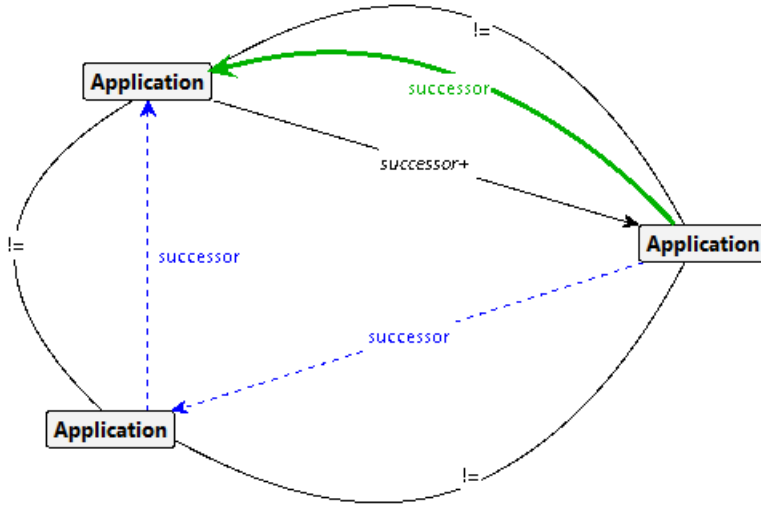 !=
Application
successor
successor+
Application
!=
successor
successor
Application
!=